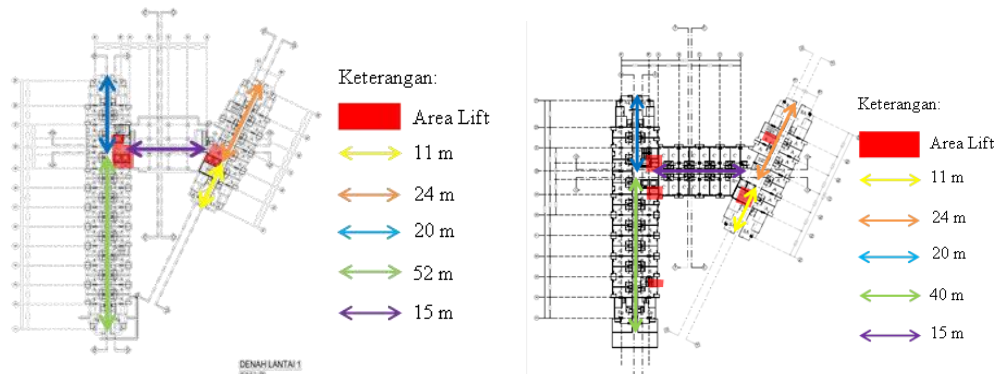 Keterangan:
Area Lift
11 m
24 m
20 m
52 m
15 m
DENAH LANTAI 1
Keterangan:
Area Lift
11 m
24 m
20 m
40 m
15 m